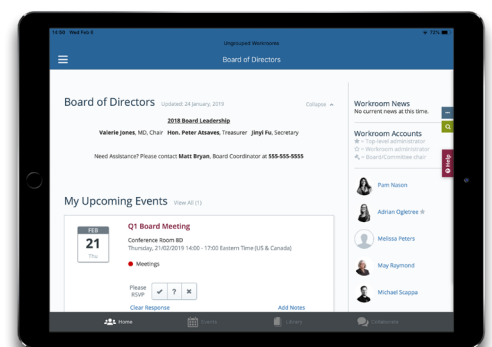 14:50 Wed Feb 6
72%
Ungrouped Workrooms
Board of Directors
Board of Directors Updated: 24 January, 2019 Collapse
2018 Board Leadership
Valerie Jones, MD, Chair Hon. Peter Atsaves, Treasurer Jinyi Fu, Secretary
Need Assistance? Please contact Matt Bryan, Board Coordinator at 555-555-5555
My Upcoming Events View All (1)
FEB
21
Thu
Q1 Board Meeting
Conference Room 8D
Thursday, 21/02/2019 14:00 - 17:00 Eastern Time [US & Canada]
Meetings
Please
RSVP
?
Clear Response Add Notes
Workroom News
No current news at this time.
Workroom Accounts
= Top-level administrator
= Workroom administrator
= Board/Committee chair
Help
Pam Nason
Adrian Ogletree
Melissa Peters
May Raymond
Michael Scappa
Home Events Library Collaborate